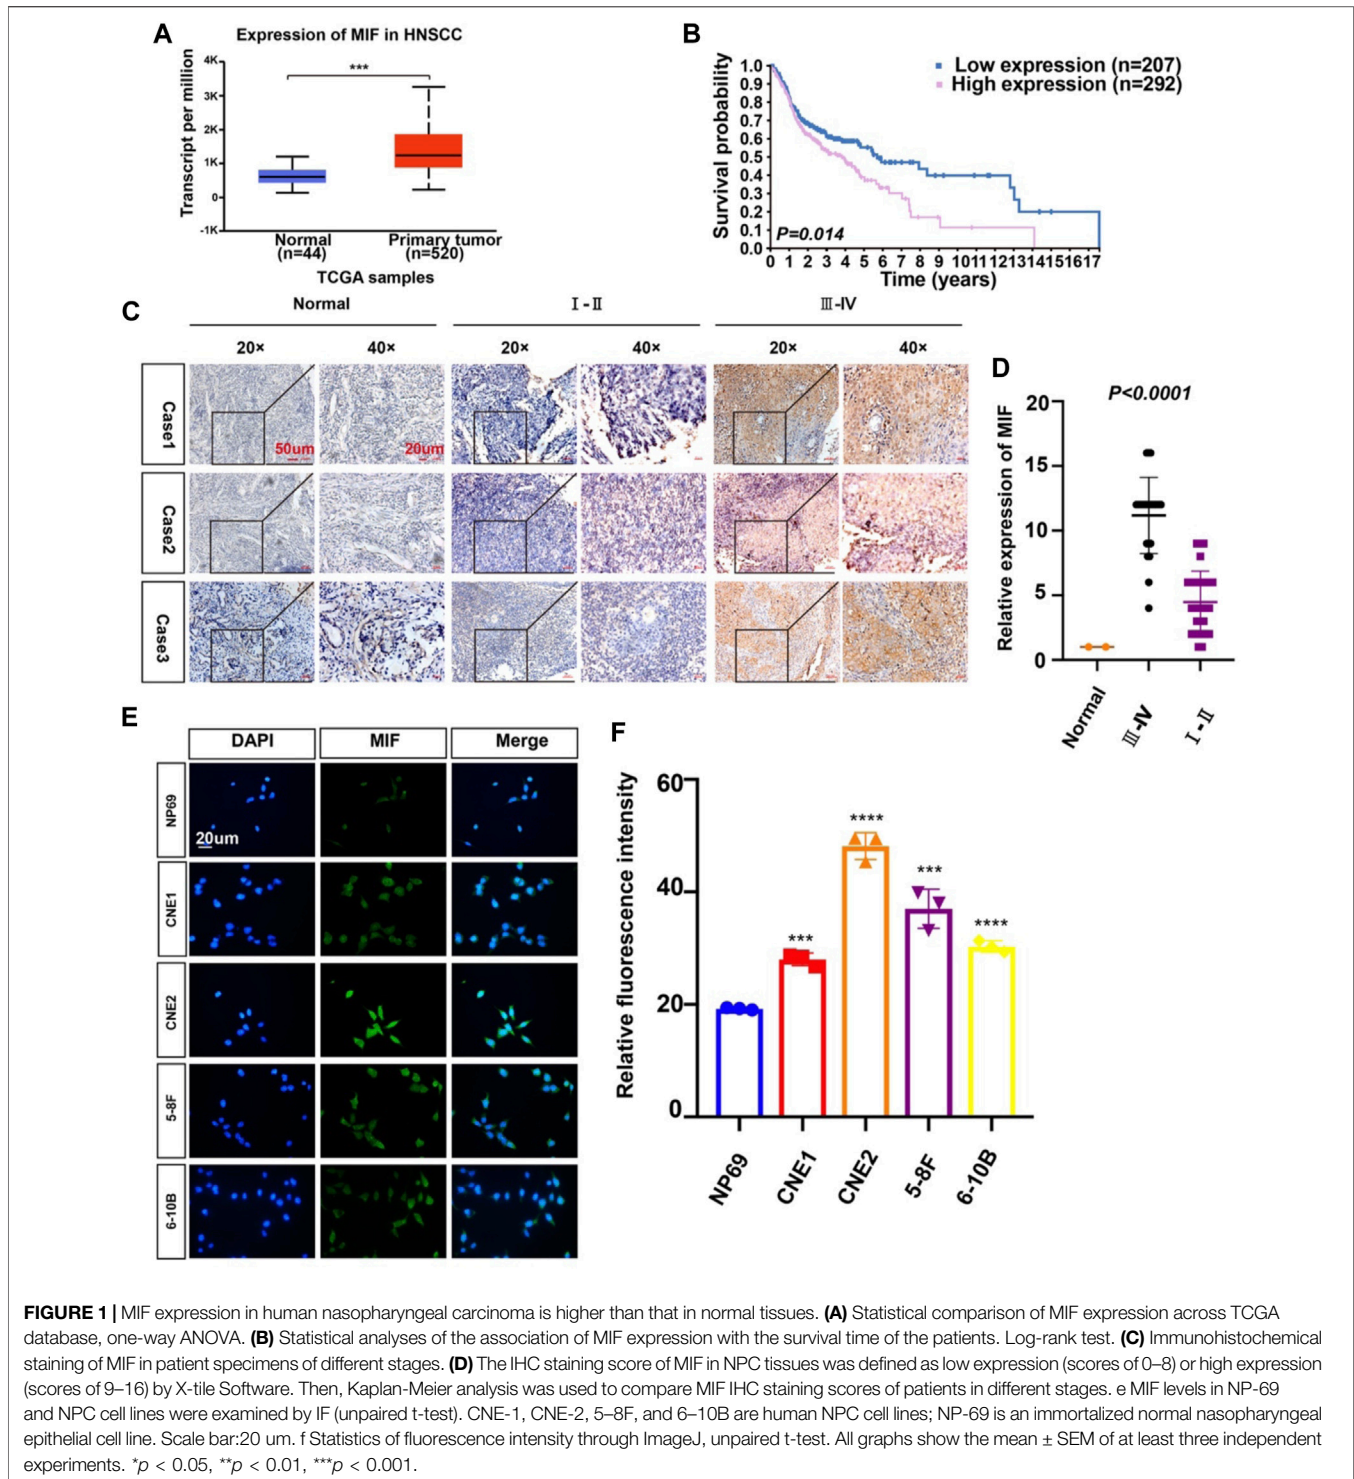 A
Expression of MIF in HNSCC
Transcript per million
4K
3K
2K
1K
0
-1K
***
Normal
(n=44)
Primary tumor
(n=520)
TCGA samples
B
Survival probability
1.0
0.9
0.8
0.7
0.6
0.5
0.4
0.3
0.2
0.1
0.0
Low expression (n=207)
High expression (n=292)
P=0.014
0 1 2 3 4 5 6 7 8 9 10 11 12 13 14 15 16 17
Time (years)
C
Normal
Ⅰ-Ⅱ
Ⅲ-Ⅳ
20× 40× 20× 40× 20× 40×
Case1
50um
20um
Case2
Case3
D
Relative expression of MIF
P<0.0001
20
15
10
5
0
Normal
Ⅲ-Ⅳ
Ⅰ-Ⅱ
E
DAPI MIF Merge
NP69
20um
CNE1
CNE2
5-8F
6-10B
F
Relative fluorescence intensity
60
40
20
0
***
****
***
****
NP69
CNE1
CNE2
5-8F
6-10B
FIGURE 1 | MIF expression in human nasopharyngeal carcinoma is higher than that in normal tissues. (A) Statistical comparison of MIF expression across TCGA
database, one-way ANOVA. (B) Statistical analyses of the association of MIF expression with the survival time of the patients. Log-rank test. (C) Immunohistochemical
staining of MIF in patient specimens of different stages. (D) The IHC staining score of MIF in NPC tissues was defined as low expression (scores of 0–8) or high expression
(scores of 9–16) by X-tile Software. Then, Kaplan-Meier analysis was used to compare MIF IHC staining scores of patients in different stages. e MIF levels in NP-69
and NPC cell lines were examined by IF (unpaired t-test). CNE-1, CNE-2, 5–8F, and 6–10B are human NPC cell lines; NP-69 is an immortalized normal nasopharyngeal
epithelial cell line. Scale bar:20 um. f Statistics of fluorescence intensity through ImageJ, unpaired t-test. All graphs show the mean ± SEM of at least three independent
experiments. *p < 0.05, **p < 0.01, ***p < 0.001.